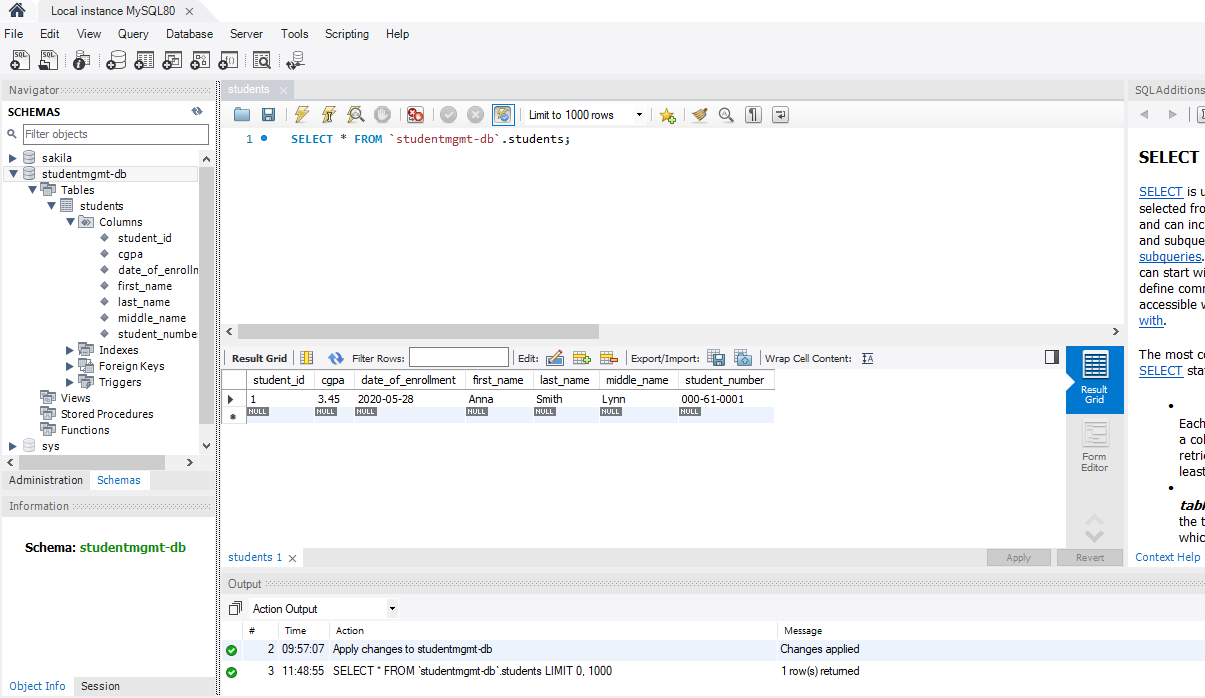 Local instance MySQL80
File Edit View Query Database Server Tools Scripting Help
Navigator
SCHEMAS
Filter objects
sakila
studentmgmt-db
Tables
students
Columns
student_id
cgpa
date_of_enrolln
first_name
last_name
middle_name
student_numbe
Indexes
Foreign Keys
Triggers
Views
Stored Procedures
Functions
sys
Administration Schemas
Information
Schema: studentmgmt-db
Object Info Session
students
Limit to 1000 rows
1 SELECT * FROM `studentmgmt-db`.students;
Result Grid Filter Rows: Edit: Export/Import: Wrap Cell Content:
student_id cgpa date_of_enrollment first_name last_name middle_name student_number
1 3.45 2020-05-28 Anna Smith Lynn 000-61-0001
NULL NULL NULL NULL NULL NULL NULL
Result
Grid
Form
Editor
students 1
Apply Revert
Output
Action Output
# Time Action Message
2 09:57:07 Apply changes to studentmgmt-db Changes applied
3 11:48:55 SELECT * FROM `studentmgmt-db`.students LIMIT 0, 1000 1 row(s) returned
SQLAdditions
SELECT
SELECT is u
selected fro
and can inc
and subque
subqueries.
can start wi
define comm
accessible w
with.
The most co
SELECT stat
Each
a col
retri
least
tabl
the t
whic
Context Help